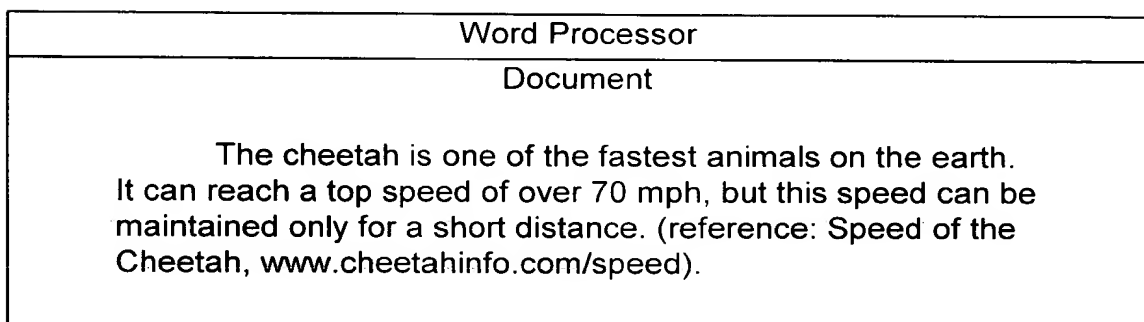 Word Processor
Document
The cheetah is one of the fastest animals on the earth.
It can reach a top speed of over 70 mph, but this speed can be
maintained only for a short distance. (reference: Speed of the
Cheetah, www.cheetahinfo.com/speed).